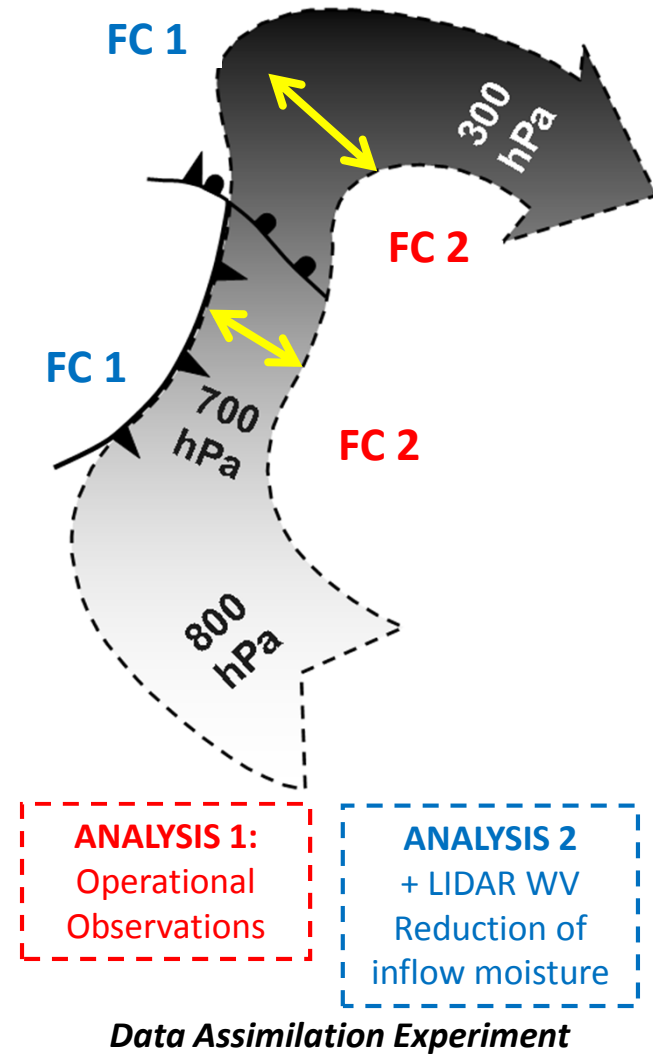 FC 1
300
hPa
FC 2
FC 1
700
hPa
FC 2
800
hPa
ANALYSIS 1:
Operational
Observations
ANALYSIS 2
+ LIDAR WV
Reduction of
inflow moisture
Data Assimilation Experiment